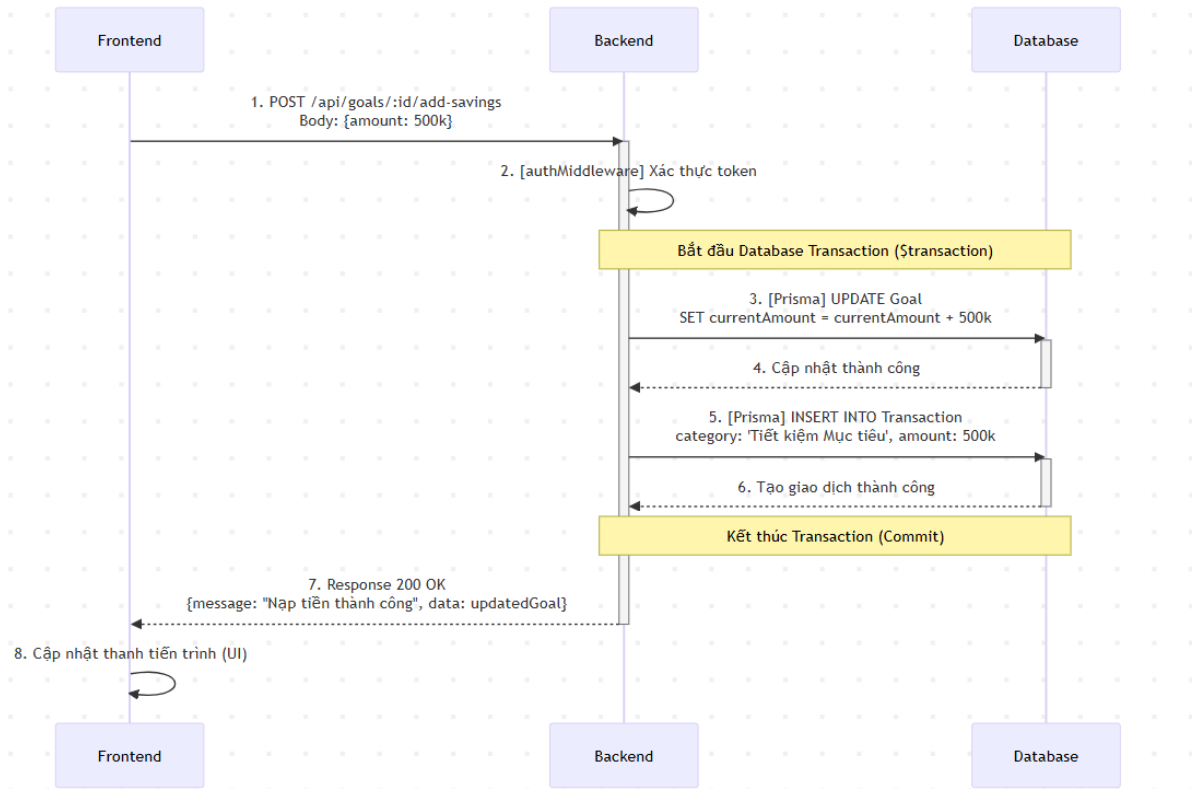 Frontend
Backend
Database
1. POST /api/goals/:id/add-savings
Body: {amount: 500k}
2. [authMiddleware] Xác thực token
Bắt đầu Database Transaction ($transaction)
3. [Prisma] UPDATE Goal
SET currentAmount = currentAmount + 500k
4. Cập nhật thành công
5. [Prisma] INSERT INTO Transaction
category: 'Tiết kiệm Mục tiêu', amount: 500k
6. Tạo giao dịch thành công
Kết thúc Transaction (Commit)
7. Response 200 OK
{message: "Nạp tiền thành công", data: updatedGoal}
8. Cập nhật thanh tiến trình (UI)
Frontend
Backend
Database